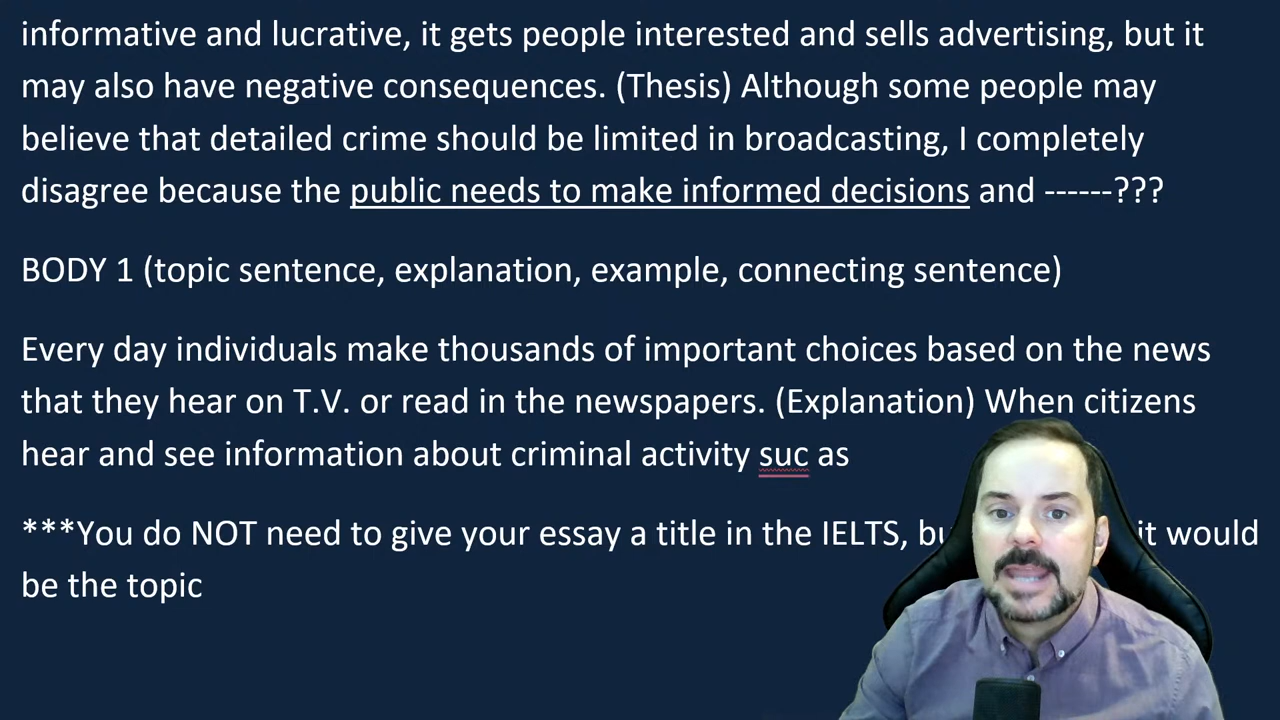 informative and lucrative, it gets people interested and sells advertising, but it
may also have negative consequences. (Thesis) Although some people may
believe that detailed crime should be limited in broadcasting, I completely
disagree because the public needs to make informed decisions and ------???
BODY 1 (topic sentence, explanation, example, connecting sentence)
Every day individuals make thousands of important choices based on the news
that they hear on T.V. or read in the newspapers. (Explanation) When citizens
hear and see information about criminal activity suc as
***You do NOT need to give your essay a title in the IELTS, it would
be the topic